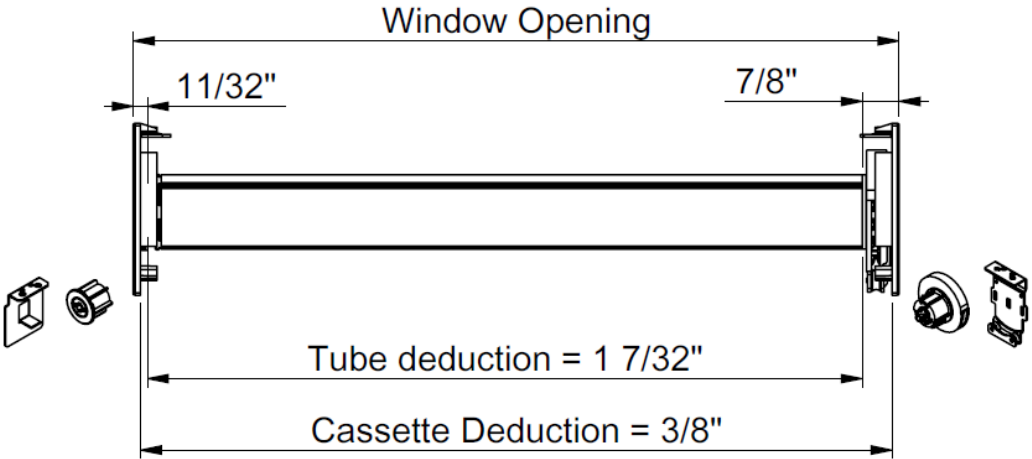 Window Opening
11/32"
7/8"
Tube deduction = 1 7/32"
Cassette Deduction = 3/8"